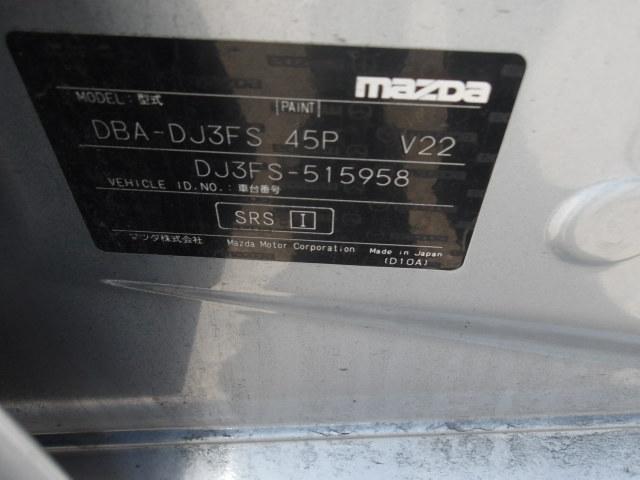 mazda
MODEL：型式 PAINT
DBA-DJ3FS 45P V22
DJ3FS-515958
VEHICLE ID.NO.：車台番号
SRS I
マツダ株式会社 Mazda Motor Corporation Made in Japan
(D10A)